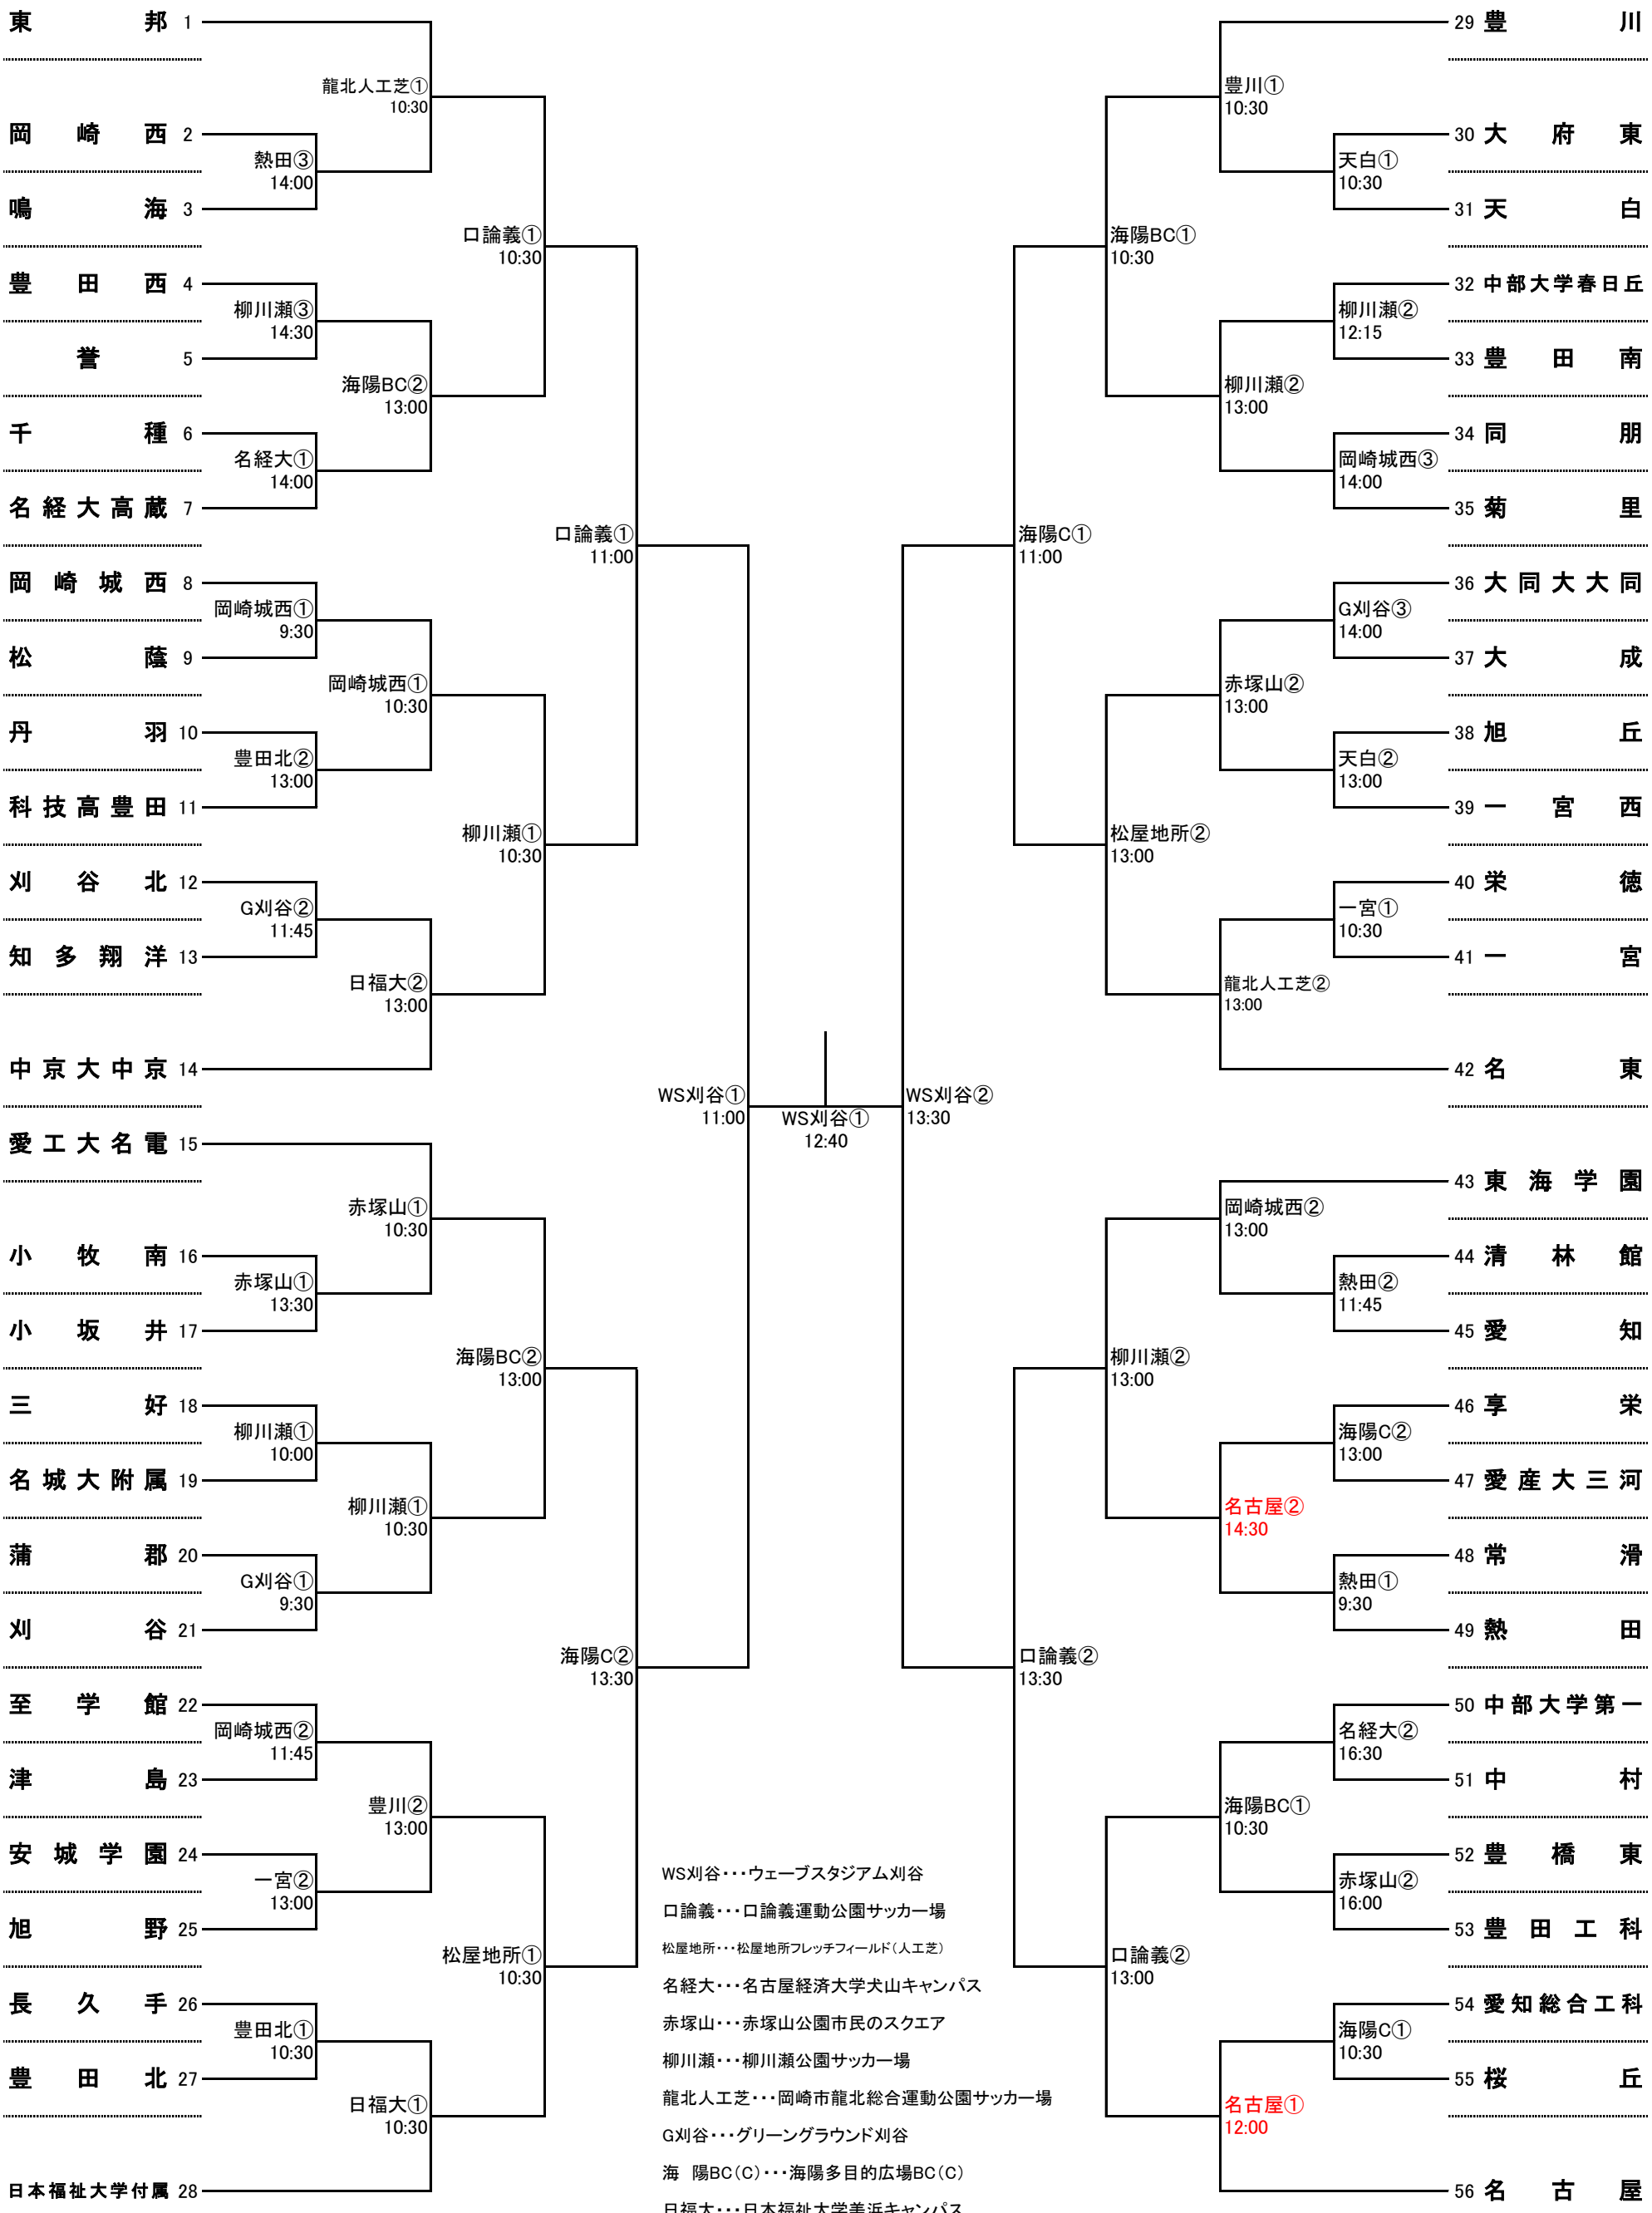 東邦 1
龍北人工芝①
10:30
岡崎西 2
熱田③
14:00
鳴海 3
口論義①
10:30
豊田西 4
柳川瀬③
14:30
誉 5
海陽BC②
13:00
千種 6
名経大①
14:00
名経大高蔵 7
口論義①
11:00
岡崎城西 8
岡崎城西①
9:30
松蔭 9
岡崎城西①
10:30
丹羽 10
豊田北②
13:00
科技高豊田 11
柳川瀬①
10:30
刈谷北 12
G刈谷②
11:45
知多翔洋 13
日福大②
13:00
中京大中京 14
WS刈谷①
11:00
愛工大名電 15
赤塚山①
10:30
小牧南 16
赤塚山①
13:30
小坂井 17
海陽BC②
13:00
三好 18
柳川瀬①
10:00
名城大附属 19
柳川瀬①
10:30
蒲郡 20
G刈谷①
9:30
刈谷 21
海陽C②
13:30
至学館 22
岡崎城西②
11:45
津島 23
豊川②
13:00
安城学園 24
一宮②
13:00
旭野 25
松屋地所①
10:30
長久手 26
豊田北①
10:30
豊田北 27
日福大①
10:30
日本福祉大学付属 28
WS刈谷①
12:40
29 豊川
豊川①
10:30
30 大府東
天白①
10:30
31 天白
海陽BC①
10:30
32 中部大学春日丘
柳川瀬②
12:15
33 豊田南
柳川瀬②
13:00
34 同朋
岡崎城西③
14:00
35 菊里
海陽C①
11:00
36 大同大大同
G刈谷③
14:00
37 大成
赤塚山②
13:00
38 旭丘
天白②
13:00
39 一宮西
松屋地所②
13:00
40 栄徳
一宮①
10:30
41 一宮
龍北人工芝②
13:00
42 名東
WS刈谷②
13:30
43 東海学園
岡崎城西②
13:00
44 清林館
熱田②
11:45
45 愛知
柳川瀬②
13:00
46 享栄
海陽C②
13:00
47 愛産大三河
名古屋②
14:30
48 常滑
熱田①
9:30
49 熱田
口論義②
13:30
50 中部大学第一
名経大②
16:30
51 中村
海陽BC①
10:30
52 豊橋東
赤塚山②
16:00
53 豊田工科
口論義②
13:00
54 愛知総合工科
海陽C①
10:30
55 桜丘
名古屋①
12:00
56 名古屋
WS刈谷・・・ウェーブスタジアム刈谷
口論義・・・口論義運動公園サッカー場
松屋地所・・・松屋地所フレッチフィールド（人工芝）
名経大・・・名古屋経済大学犬山キャンパス
赤塚山・・・赤塚山公園市民のスクエア
柳川瀬・・・柳川瀬公園サッカー場
龍北人工芝・・・岡崎市龍北総合運動公園サッカー場
G刈谷・・・グリーングラウンド刈谷
海　陽BC（C）・・・海陽多目的広場BC（C）
日福大・・・日本福祉大学美浜キャンパス